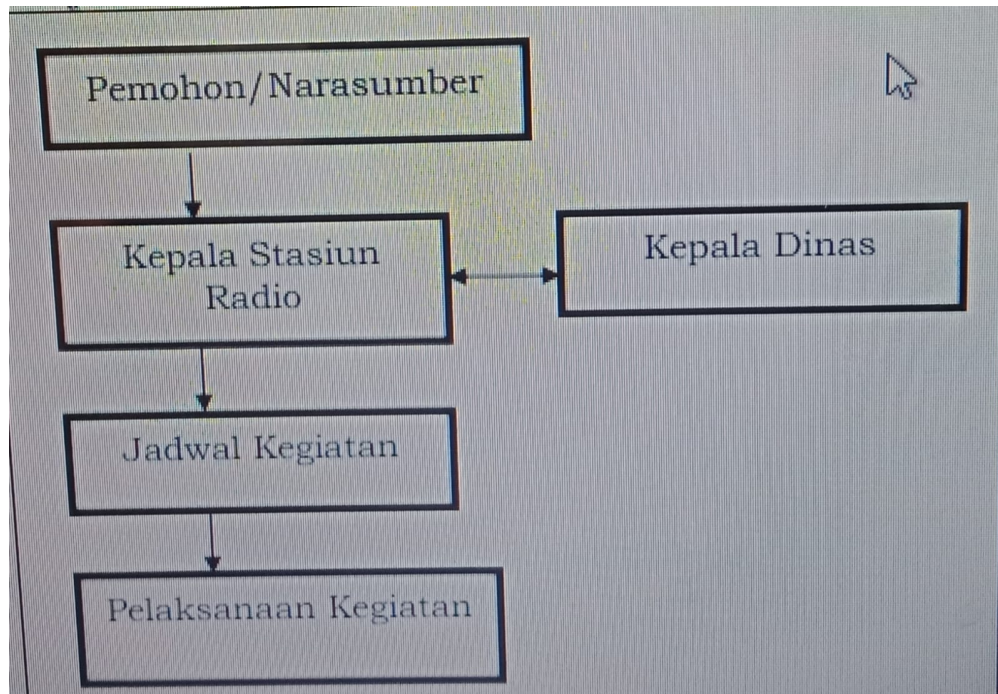 Pemohon/Narasumber
Kepala Stasiun
Radio
Kepala Dinas
Jadwal Kegiatan
Pelaksanaan Kegiatan